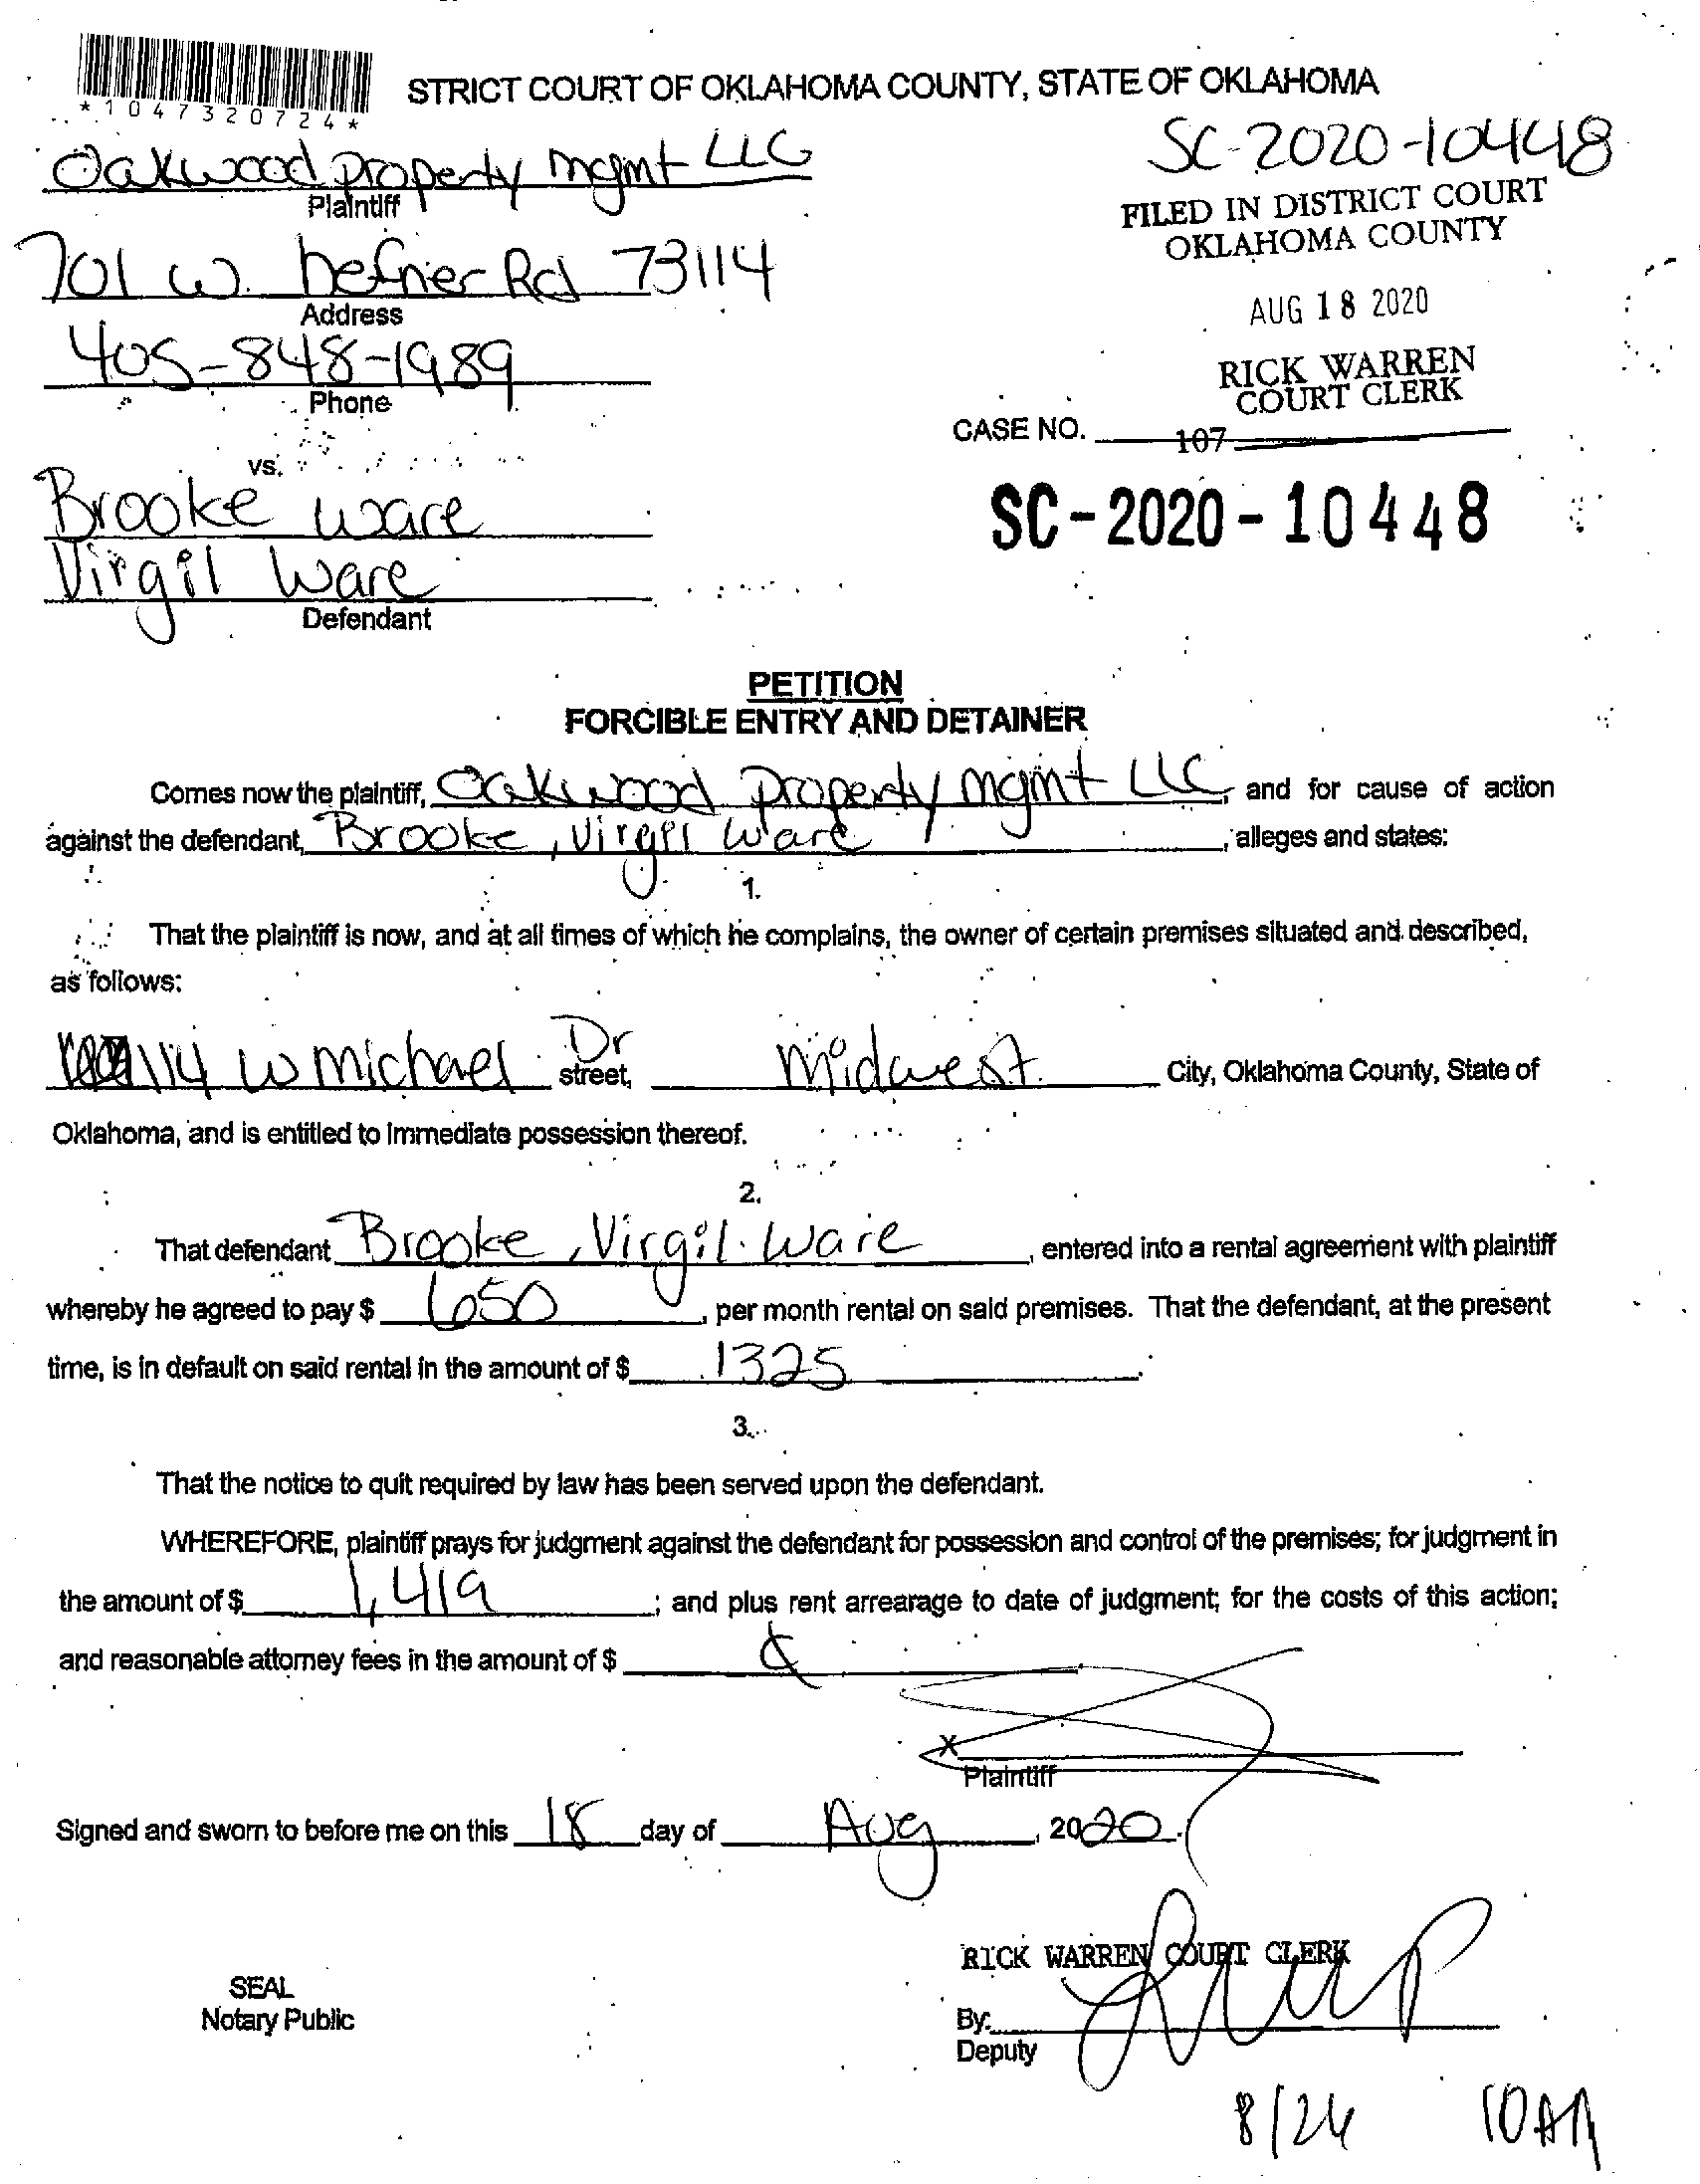 *1047320724*
STRICT COURT OF OKLAHOMA COUNTY, STATE OF OKLAHOMA
Oakwood property mgmt LLC
Plaintiff
SC-2020-10448
FILED IN DISTRICT COURT
OKLAHOMA COUNTY
701 W. hefner Rd 73114
Address
AUG 18 2020
405-848-1989
Phone
RICK WARREN
COURT CLERK
CASE NO.
107
vs.
Brooke Ware
SC-2020-10448
Virgil Ware
Defendant
PETITION
FORCIBLE ENTRY AND DETAINER
Comes now the plaintiff, Oakwood property mgmt LLC, and for cause of action
against the defendant, Brooke, Virgil Ware, alleges and states:
1.
That the plaintiff is now, and at all times of which he complains, the owner of certain premises situated and described,
as follows:
114 W Michael Dr street, Midwest City, Oklahoma County, State of
Oklahoma, and is entitled to immediate possession thereof.
2.
That defendant Brooke, Virgil Ware, entered into a rental agreement with plaintiff
whereby he agreed to pay $ 650, per month rental on said premises. That the defendant, at the present
time, is in default on said rental in the amount of $ 1325.
3.
That the notice to quit required by law has been served upon the defendant.
WHEREFORE, plaintiff prays for judgment against the defendant for possession and control of the premises; for judgment in
the amount of $ 1,419; and plus rent arrearage to date of judgment; for the costs of this action;
and reasonable attorney fees in the amount of $
X
Plaintiff
Signed and sworn to before me on this 18 day of Aug, 2020.
RICK WARREN COURT CLERK
SEAL
Notary Public
By:
Deputy
8/26 10AM